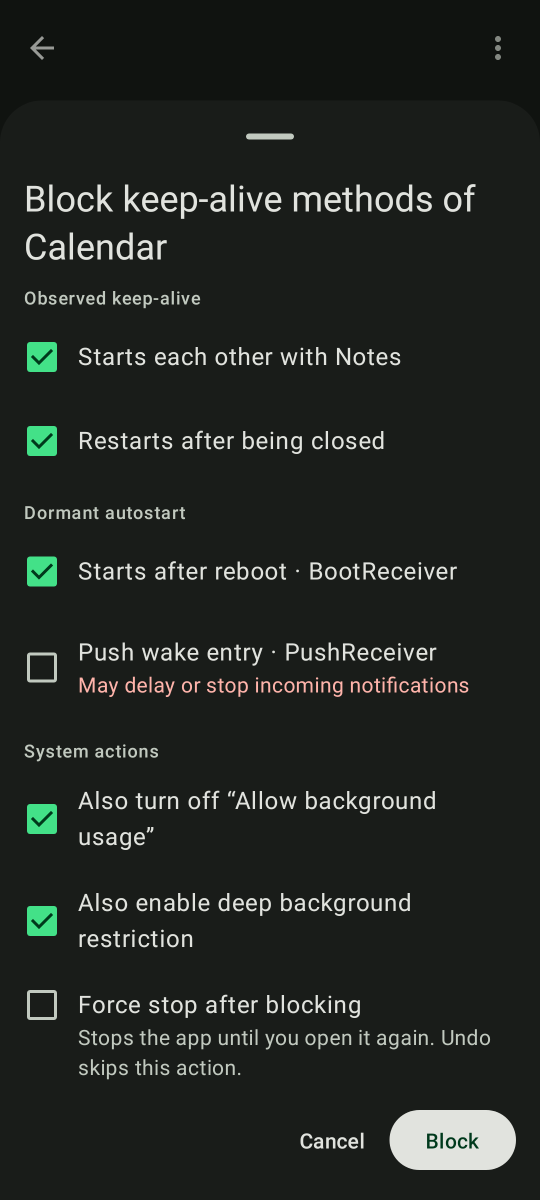 Block keep-alive methods of
Calendar
Observed keep-alive
Starts each other with Notes
Restarts after being closed
Dormant autostart
Starts after reboot · BootReceiver
Push wake entry · PushReceiver
May delay or stop incoming notifications
System actions
Also turn off “Allow background
usage”
Also enable deep background
restriction
Force stop after blocking
Stops the app until you open it again. Undo
skips this action.
Cancel
Block